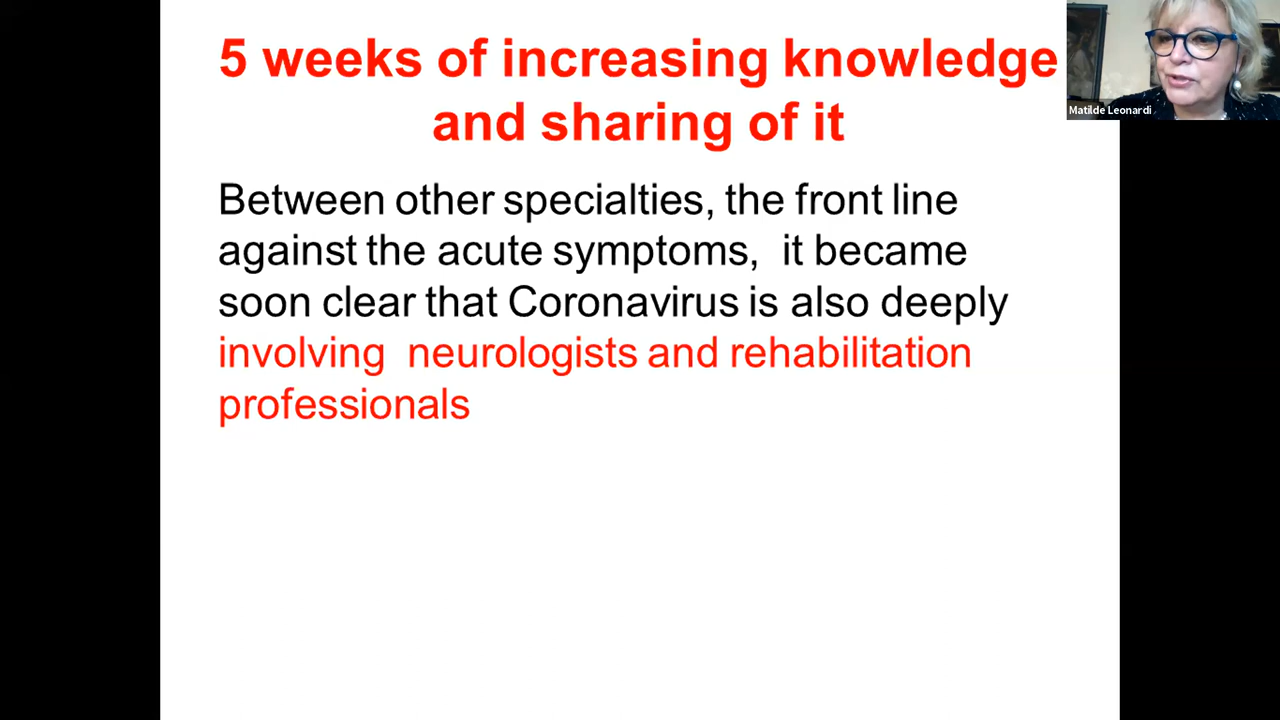 5 weeks of increasing knowledge
and sharing of it
Matilde Leonardi
Between other specialties, the front line
against the acute symptoms,  it became
soon clear that Coronavirus is also deeply
involving  neurologists and rehabilitation
professionals